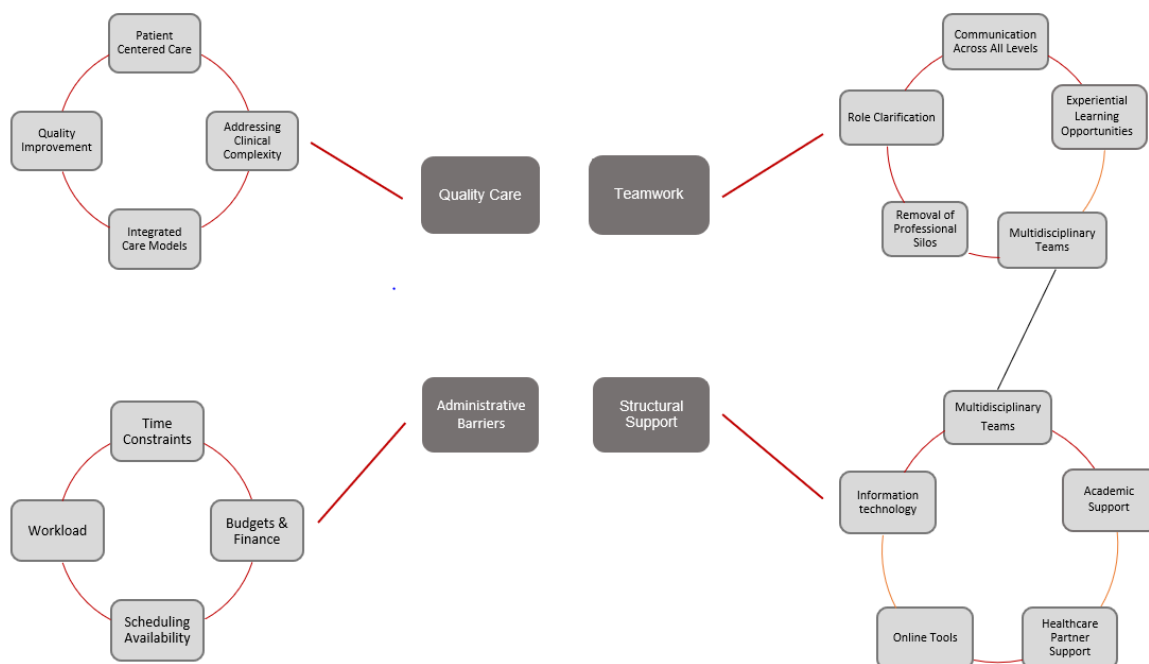 Patient
Centered Care
Quality
Improvement
Addressing
Clinical
Complexity
Integrated
Care Models
Quality Care
Teamwork
Communication
Across All Levels
Role Clarification
Experiential
Learning
Opportunities
Removal of
Professional
Silos
Multidisciplinary
Teams
Time
Constraints
Workload
Budgets &
Finance
Scheduling
Availability
Administrative
Barriers
Structural
Support
Multidisciplinary
Teams
Information
technology
Academic
Support
Online Tools
Healthcare
Partner
Support